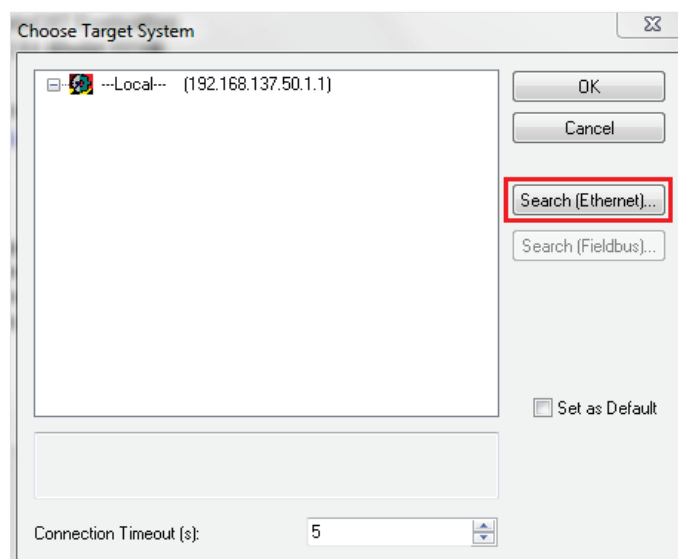 Choose Target System
---Local--- (192.168.137.50.1.1)
OK
Cancel
Search (Ethernet)...
Search (Fieldbus)...
Set as Default
Connection Timeout (s): 5